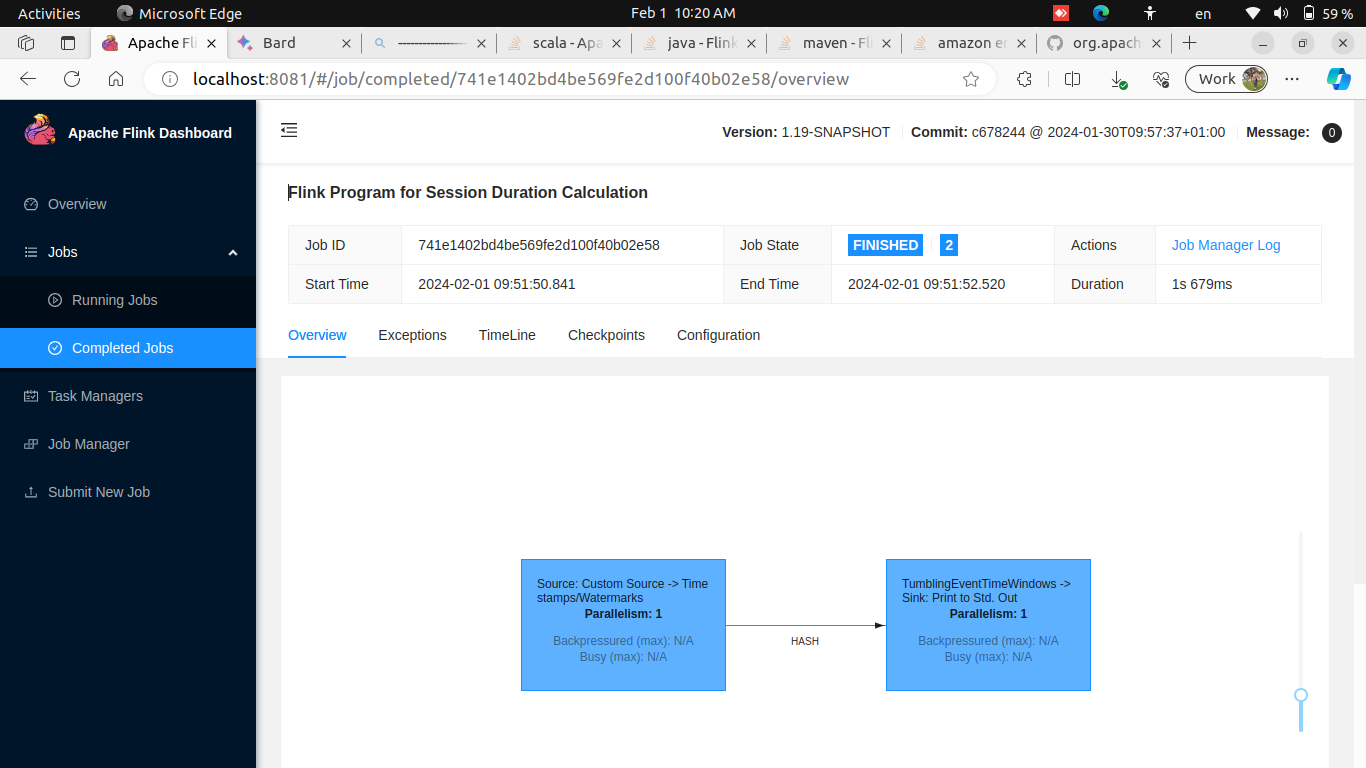 Activities Microsoft Edge Feb 1 10:20 AM en 59 %
Apache Fli Bard ------------------ scala - Apa java - Flink maven - Fli amazon en org.apach
localhost:8081/#/job/completed/741e1402bd4be569fe2d100f40b02e58/overview Work
Apache Flink Dashboard
Version: 1.19-SNAPSHOT Commit: c678244 @ 2024-01-30T09:57:37+01:00 Message: 0
Overview
Jobs
Running Jobs
Completed Jobs
Task Managers
Job Manager
Submit New Job
Flink Program for Session Duration Calculation
Job ID 741e1402bd4be569fe2d100f40b02e58 Job State FINISHED 2 Actions Job Manager Log
Start Time 2024-02-01 09:51:50.841 End Time 2024-02-01 09:51:52.520 Duration 1s 679ms
Overview Exceptions TimeLine Checkpoints Configuration
Source: Custom Source -> Time
stamps/Watermarks
Parallelism: 1
Backpressured (max): N/A
Busy (max): N/A
HASH
TumblingEventTimeWindows ->
Sink: Print to Std. Out
Parallelism: 1
Backpressured (max): N/A
Busy (max): N/A